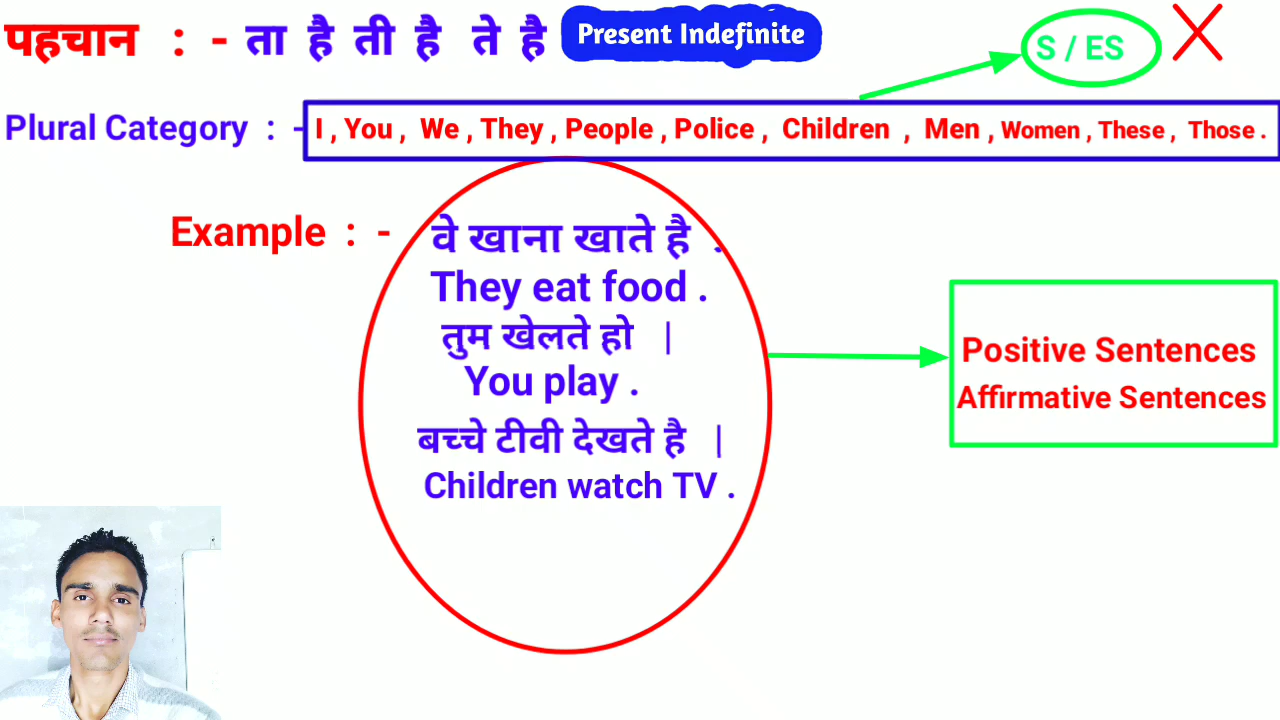 पहचान : - ता है ती है ते है Present Indefinite S / ES
Plural Category : - I , You , We , They , People , Police , Children , Men , Women , These , Those .
Example : - वे खाना खाते है .
They eat food .
तुम खेलते हो |
You play .
Positive Sentences
Affirmative Sentences
बच्चे टीवी देखते है |
Children watch TV .